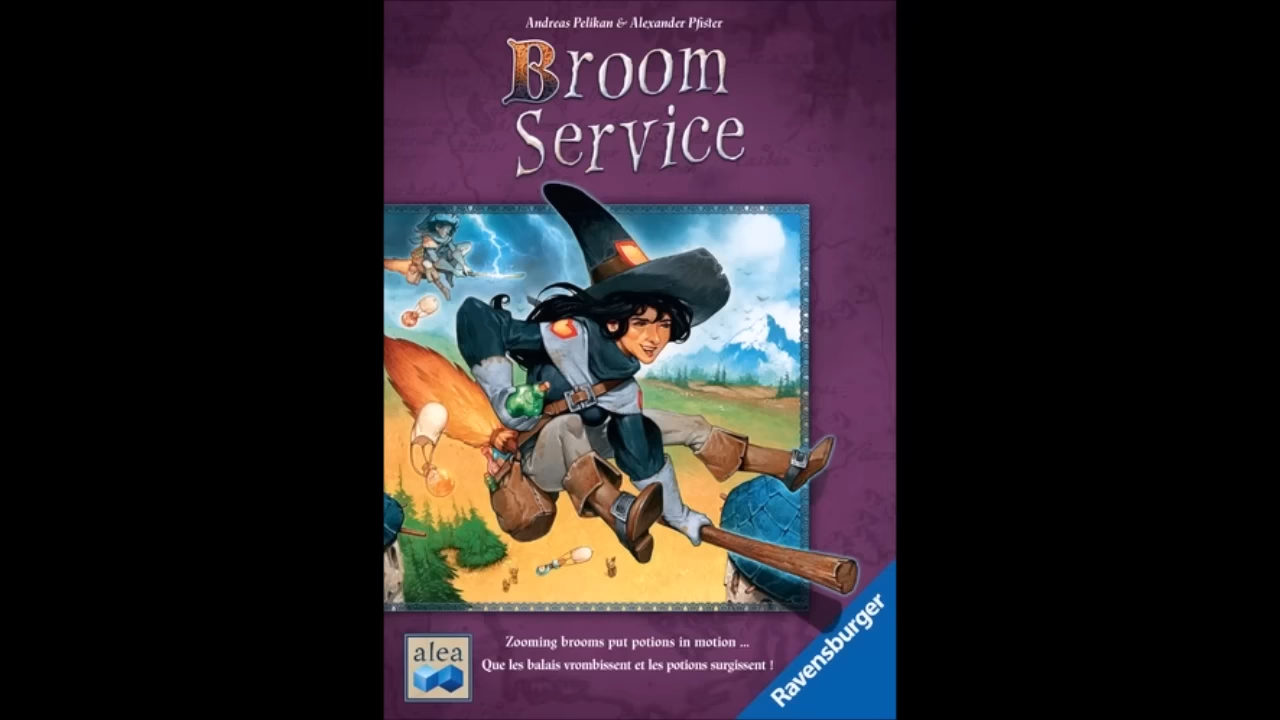 Andreas Pelikan & Alexander Pfister
Broom
Service
alea
Zooming brooms put potions in motion ...
Que les balais vrombissent et les potions surgissent !
Ravensburger